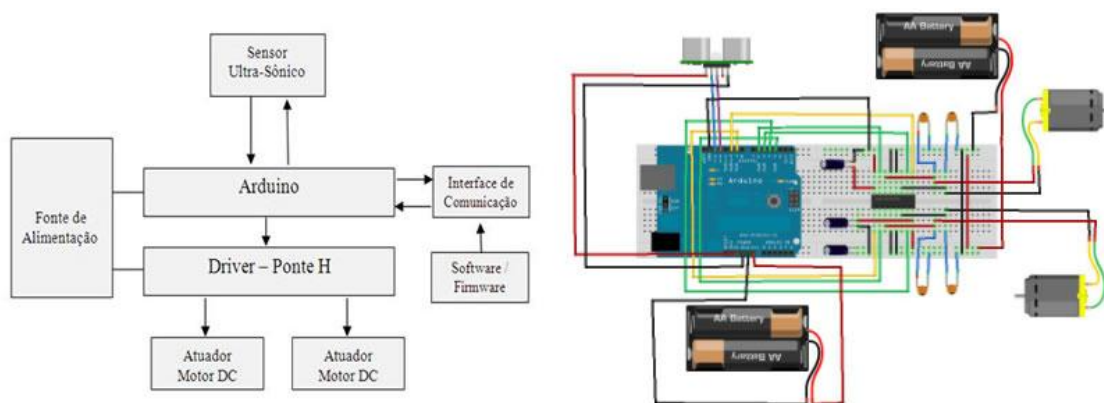 Sensor
Ultra-Sônico
Arduino
Interface de
Comunicação
Fonte de
Alimentação
Driver – Ponte H
Software /
Firmware
Atuador
Motor DC
Atuador
Motor DC
AA Battery
AA Battery
Arduino
AA Battery
AA Battery